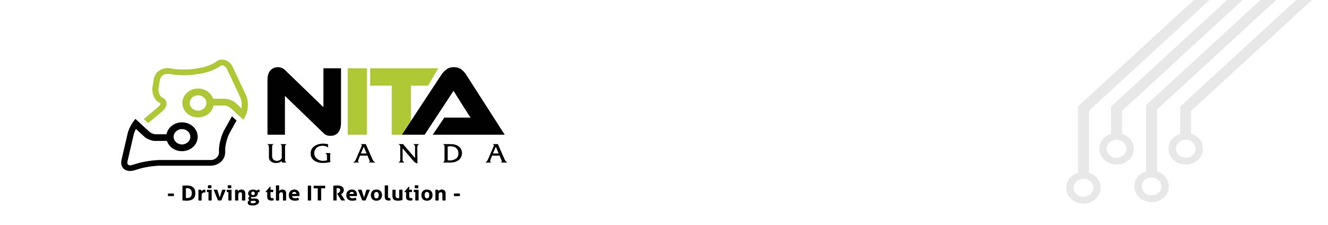 NITA
UGANDA
- Driving the IT Revolution -